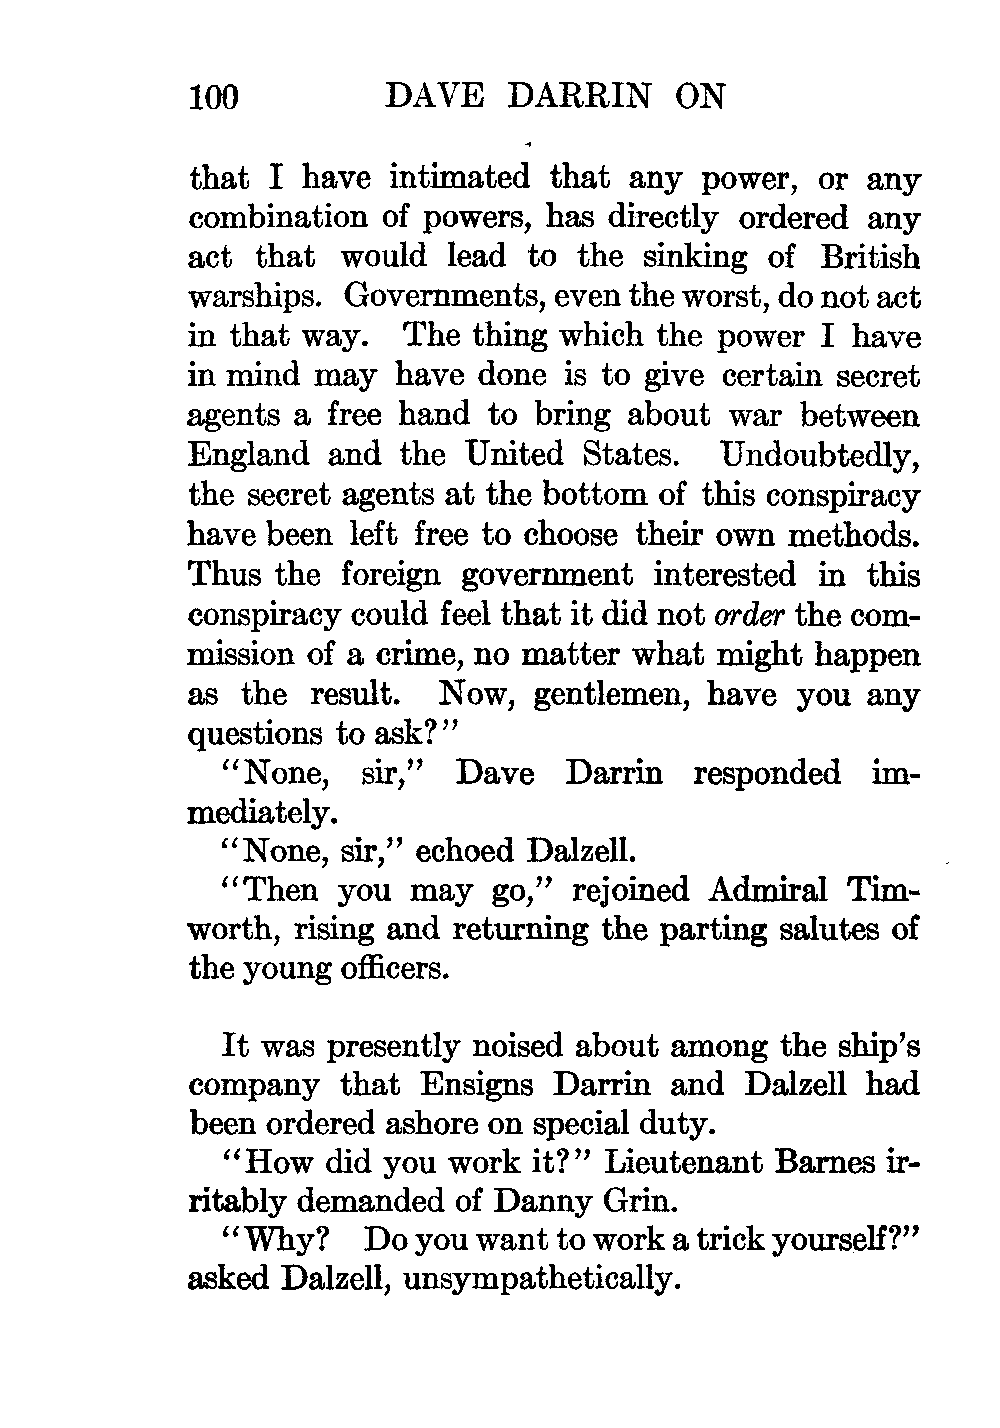 100 DAVE DARRIN ON
that I have intimated that any power, or any
combination of powers, has directly ordered any
act that would lead to the sinking of British
warships. Governments, even the worst, do not act
in that way. The thing which the power I have
in mind may have done is to give certain secret
agents a free hand to bring about war between
England and the United States. Undoubtedly,
the secret agents at the bottom of this conspiracy
have been left free to choose their own methods.
Thus the foreign government interested in this
conspiracy could feel that it did not order the com-
mission of a crime, no matter what might happen
as the result. Now, gentlemen, have you any
questions to ask?”
“None, sir,” Dave Darrin responded im-
mediately.
“None, sir,” echoed Dalzell.
“Then you may go,” rejoined Admiral Tim-
worth, rising and returning the parting salutes of
the young officers.
It was presently noised about among the ship’s
company that Ensigns Darrin and Dalzell had
been ordered ashore on special duty.
“How did you work it?” Lieutenant Barnes ir-
ritably demanded of Danny Grin.
“Why? Do you want to work a trick yourself?”
asked Dalzell, unsympathetically.